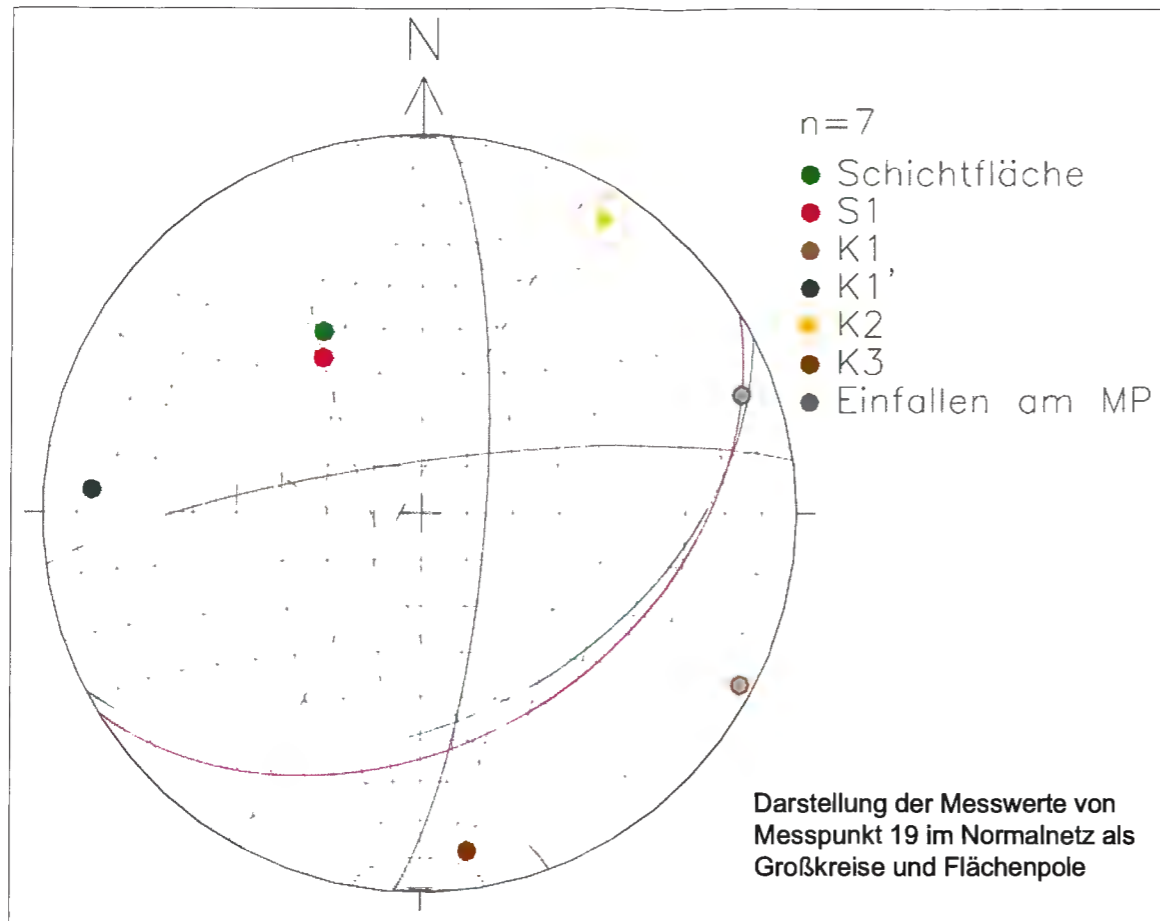 N
n=7
Schichtfläche
S1
K1
K1'
K2
K3
Einfallen am MP
Darstellung der Messwerte von
Messpunkt 19 im Normalnetz als
Großkreise und Flächenpole